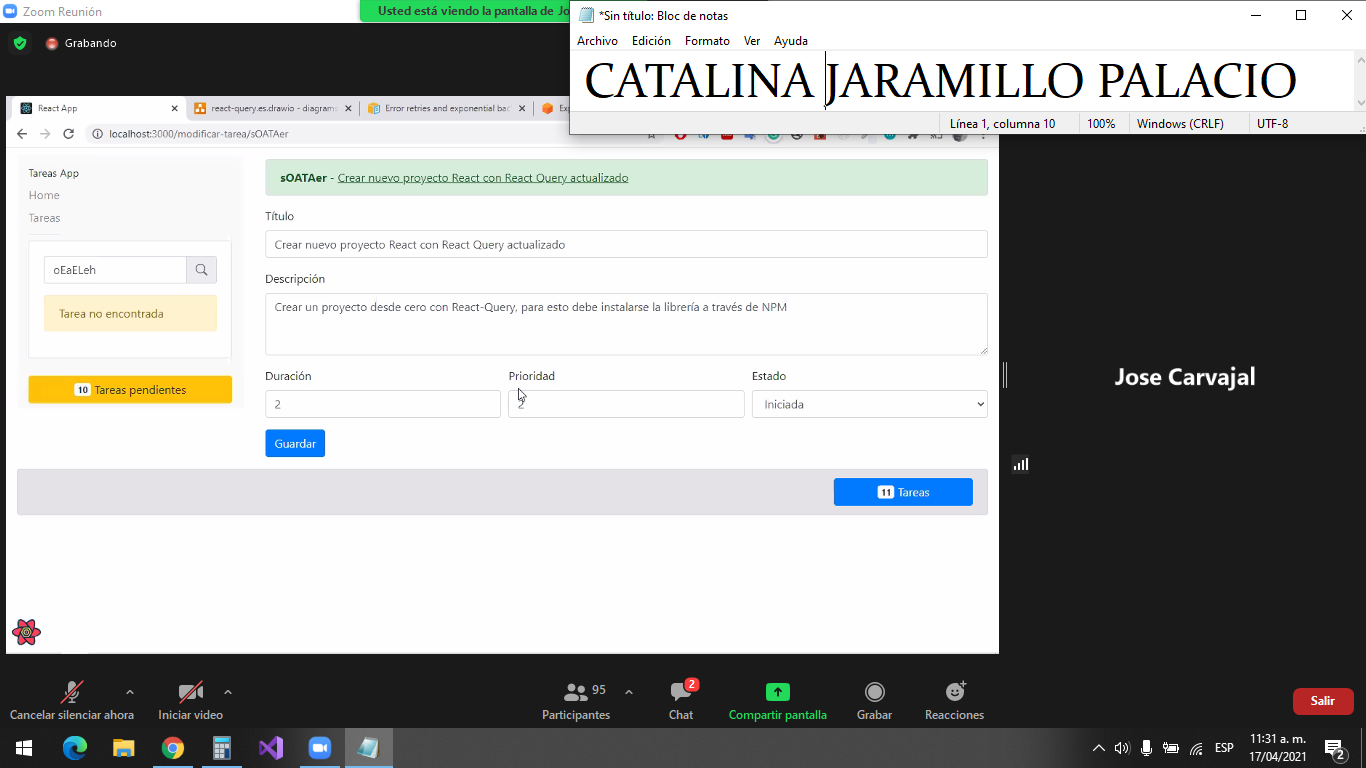 Zoom Reunión
Usted está viendo la pantalla de Jo
Grabando
*Sin título: Bloc de notas
Archivo Edición Formato Ver Ayuda
CATALINA JARAMILLO PALACIO
Línea 1, columna 10 100% Windows (CRLF) UTF-8
React App react-query.es.drawio - diagrams Error retries and exponential bac
localhost:3000/modificar-tarea/sOATAer
Tareas App
Home
Tareas
oEaELeh
Tarea no encontrada
10 Tareas pendientes
sOATAer - Crear nuevo proyecto React con React Query actualizado
Título
Crear nuevo proyecto React con React Query actualizado
Descripción
Crear un proyecto desde cero con React-Query, para esto debe instalarse la librería a través de NPM
Duración Prioridad Estado
2 2 Iniciada
Guardar
11 Tareas
Jose Carvajal
Cancelar silenciar ahora Iniciar video 95 Participantes 2 Chat Compartir pantalla Grabar Reacciones Salir
ESP 11:31 a. m.
17/04/2021 2